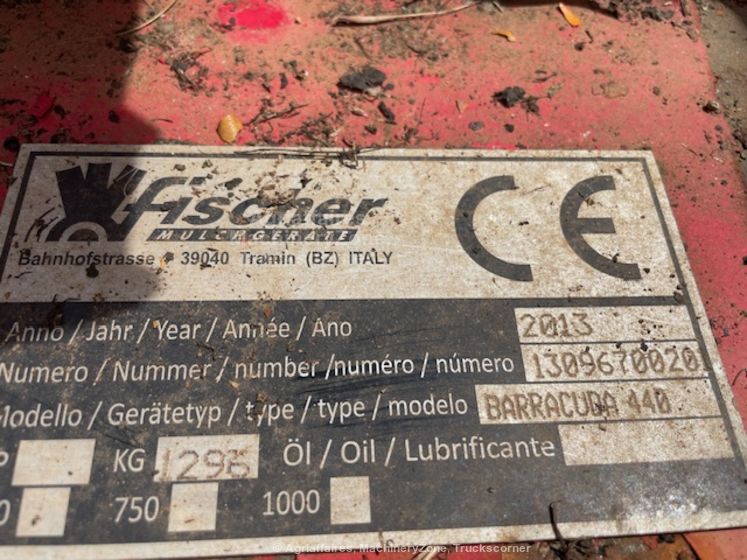 fischer
MULCHGERÄTE
CE
Bahnhofstrasse 39040 Tramin (BZ) ITALY
Anno / Jahr / Year / Année / Ano 2013
Numero / Nummer / number /numéro / número 1309670020
Modello / Gerätetyp / type / type / modelo BARRACUDA 440
P KG 1296 Öl / Oil / Lubrificante
0 750 1000
© Agriaffaires, MachineryZone, Truckscorner